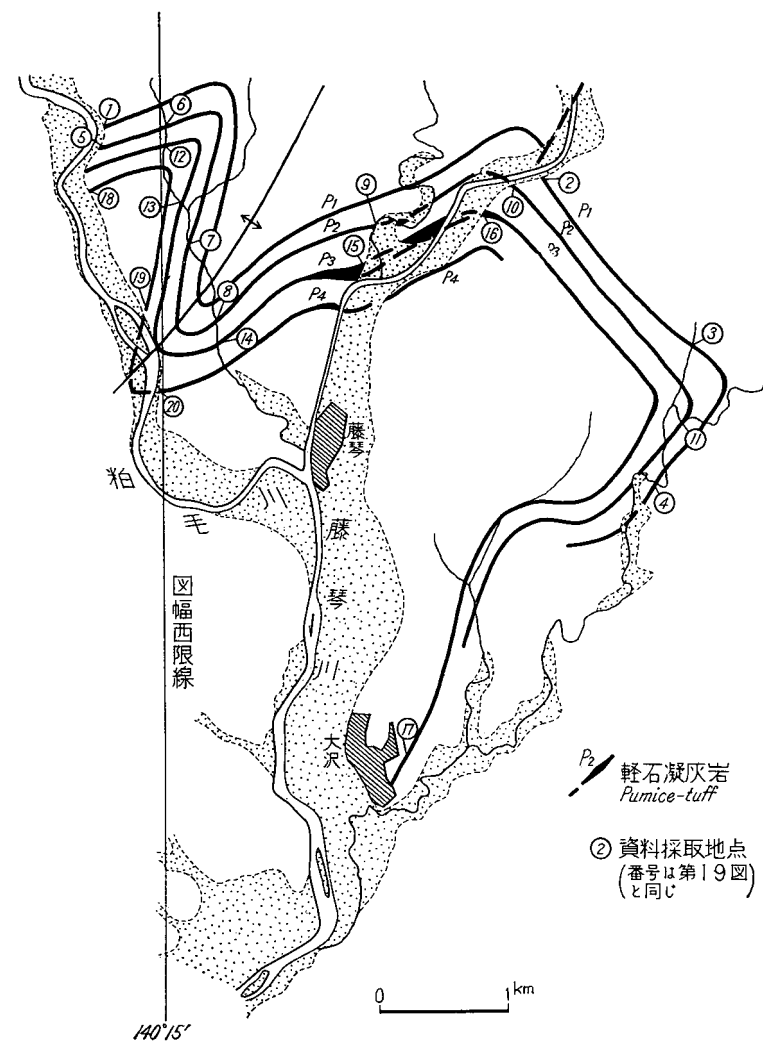 ①
⑥
⑤
⑫
⑱
⑬
⑨
②
P1
P2
⑩
P1
P2
⑦
⑮
⑯
P3
P3
⑲
⑧
P4
P4
⑭
③
⑳
藤琴
⑪
粕毛川
④
藤琴川
図幅西限線
大沢
⑰
P2 軽石凝灰岩
Pumice-tuff
② 資料採取地点
(番号は第19図
と同じ)
0 1 km
140°15′